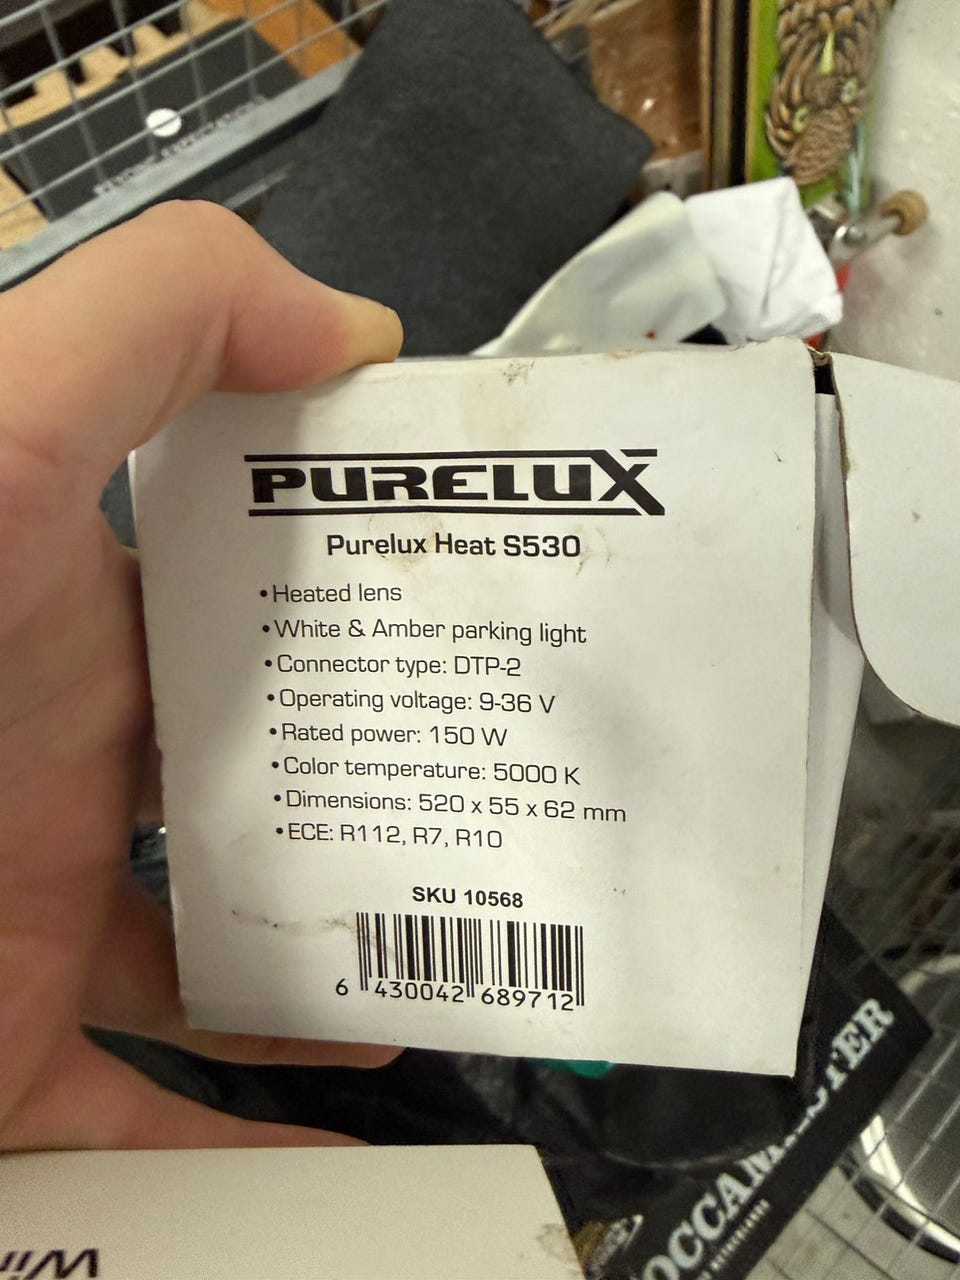 PURELUX
Purelux Heat S530
• Heated lens
• White & Amber parking light
• Connector type: DTP-2
• Operating voltage: 9-36 V
• Rated power: 150 W
• Color temperature: 5000 K
• Dimensions: 520 x 55 x 62 mm
• ECE: R112, R7, R10
SKU 10568
6 430042 689712